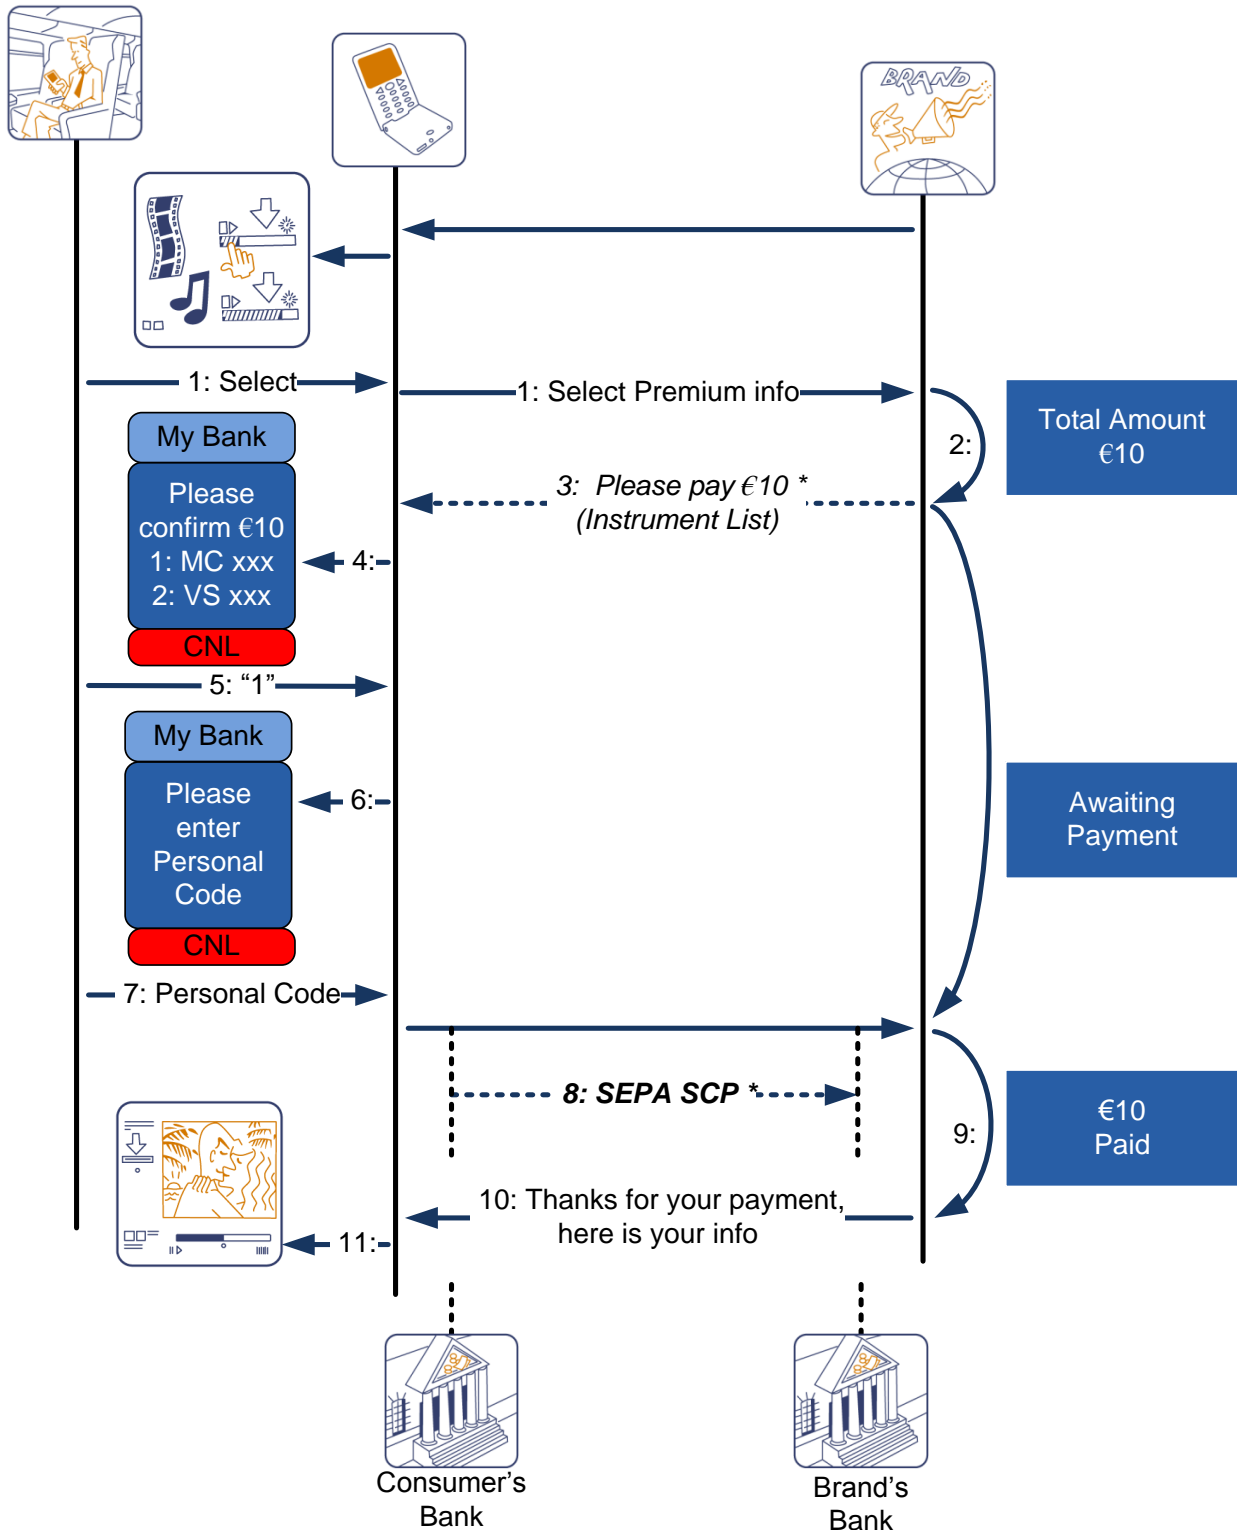 BRAND
1: Select
1: Select Premium info
2:
Total Amount
€10
My Bank
Please
confirm €10
1: MC xxx
2: VS xxx
CNL
3:  Please pay €10 *
(Instrument List)
4:
5: “1”
My Bank
Please
enter
Personal
Code
CNL
6:
Awaiting
Payment
7: Personal Code
8: SEPA SCP *
9:
€10
Paid
10: Thanks for your payment,
here is your info
11:
Consumer’s
Bank
Brand’s
Bank